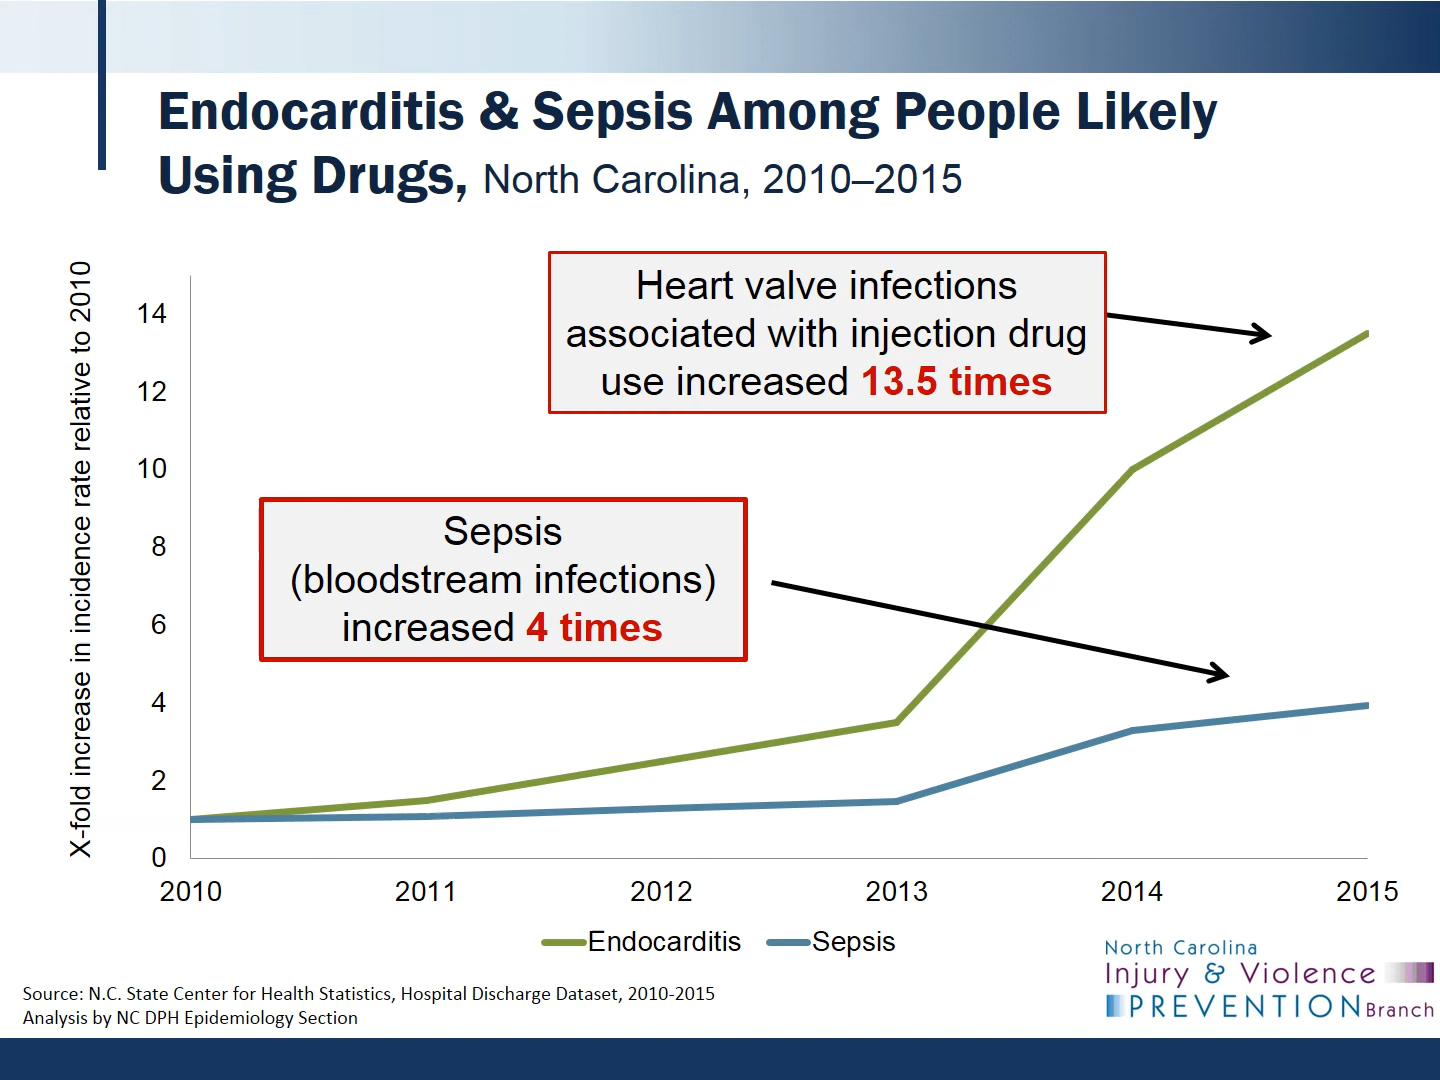 Endocarditis & Sepsis Among People Likely
Using Drugs, North Carolina, 2010–2015
X-fold increase in incidence rate relative to 2010
14
12
10
8
6
4
2
0
Heart valve infections
associated with injection drug
use increased 13.5 times
Sepsis
(bloodstream infections)
increased 4 times
2010
2011
2012
2013
2014
2015
Endocarditis
Sepsis
North Carolina
Injury & Violence
PREVENTION Branch
Source: N.C. State Center for Health Statistics, Hospital Discharge Dataset, 2010-2015
Analysis by NC DPH Epidemiology Section